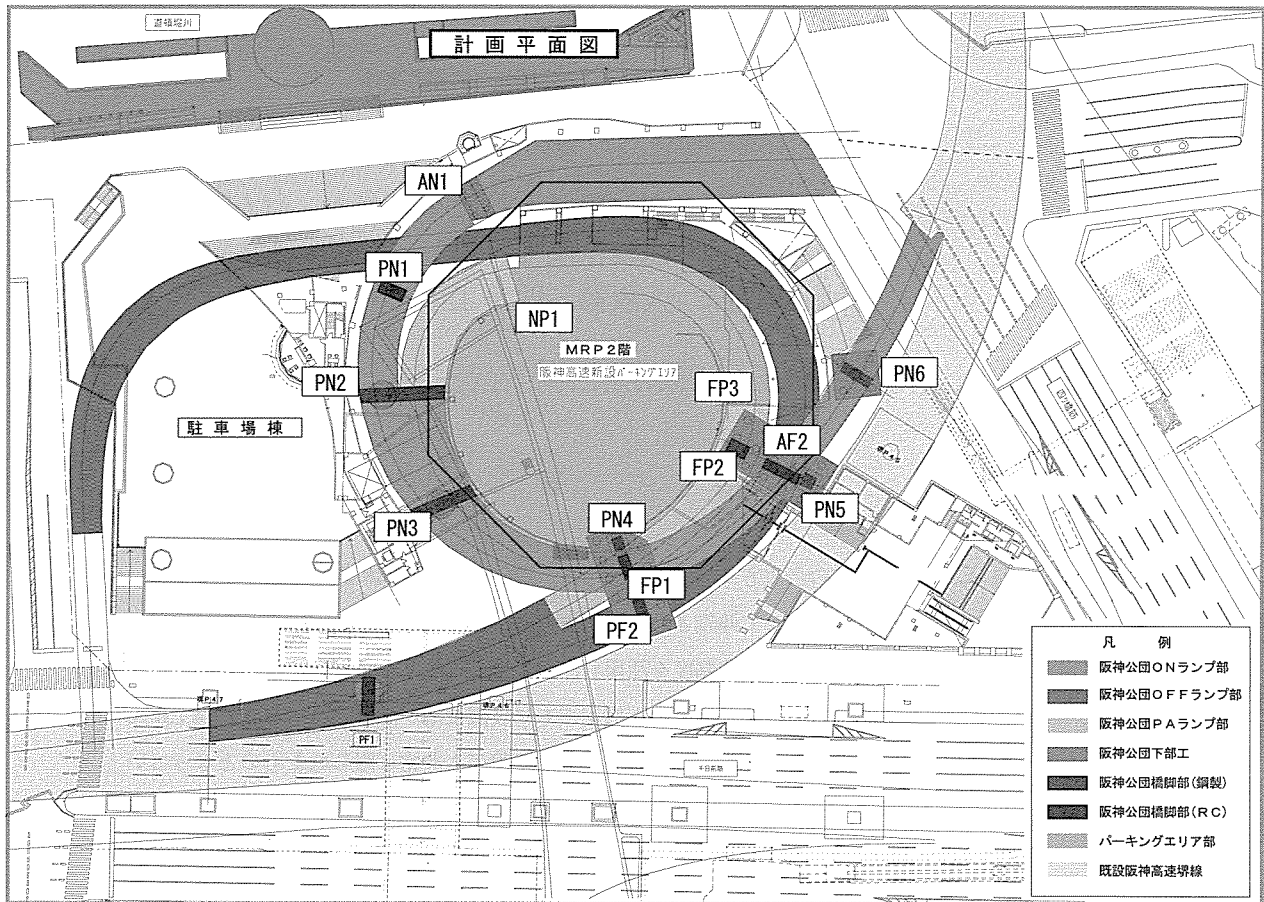 道頓堀川
計画平面図
AN1
PN1
NP1
MRP2階
阪神高速新設パーキングエリア
PN2
FP3
PN6
駐車場棟
AF2
FP2
PN3
PN4
PN5
FP1
PF2
PF1
凡 例
阪神公団ONランプ部
阪神公団OFFランプ部
阪神公団PAランプ部
阪神公団下部工
阪神公団橋脚部(鋼製)
阪神公団橋脚部(RC)
パーキングエリア部
既設阪神高速堺線